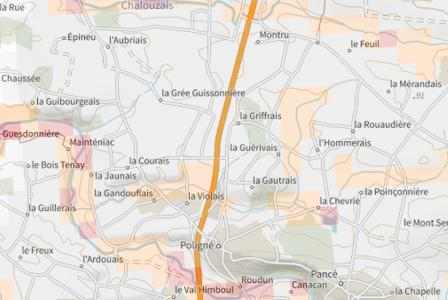 la Rue
Chalouzais
Épineu
l'Aubriais
Montru
le Feuil
Chaussée
la Guibourgeais
la Grée Guissonnière
la Mérandais
.91
la Griffrais
la Rouaudière
Guesdonnière
Mainténiac
le Bois Tenay
la Courais
la Guérivais
l'Hommerais
la Jaunais
la Gandouflais
la Gautrais
la Poinçonnière
la Violais
la Chevrie
la Guillerais
le Mont Ser
Poligné
le Freux
l'Ardouais
le Val Himboul
Roudun
Pancé
Canacan
la Chapelle